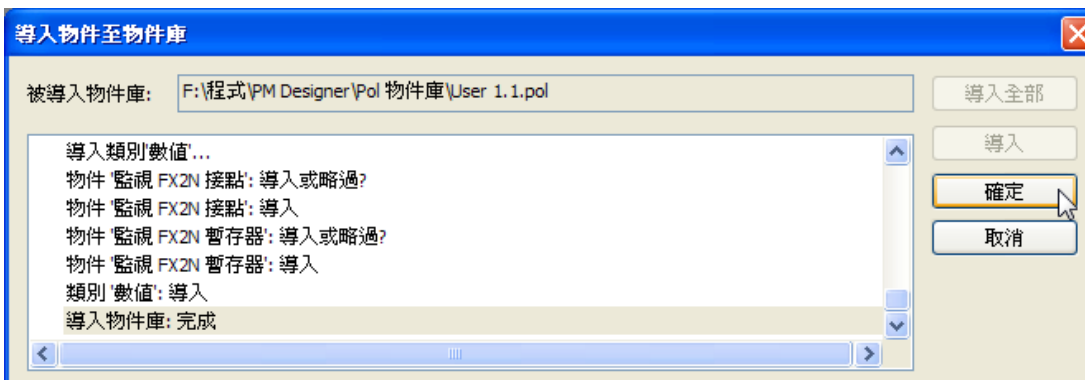 導入物件至物件庫
被導入物件庫: F:\程式\PM Designer\Pol 物件庫\User 1.1.pol
導入全部
導入類別'數值'...
導入
物件 '監視 FX2N 接點': 導入或略過?
物件 '監視 FX2N 接點': 導入
確定
物件 '監視 FX2N 暫存器': 導入或略過?
取消
物件 '監視 FX2N 暫存器': 導入
類別 '數值': 導入
導入物件庫: 完成